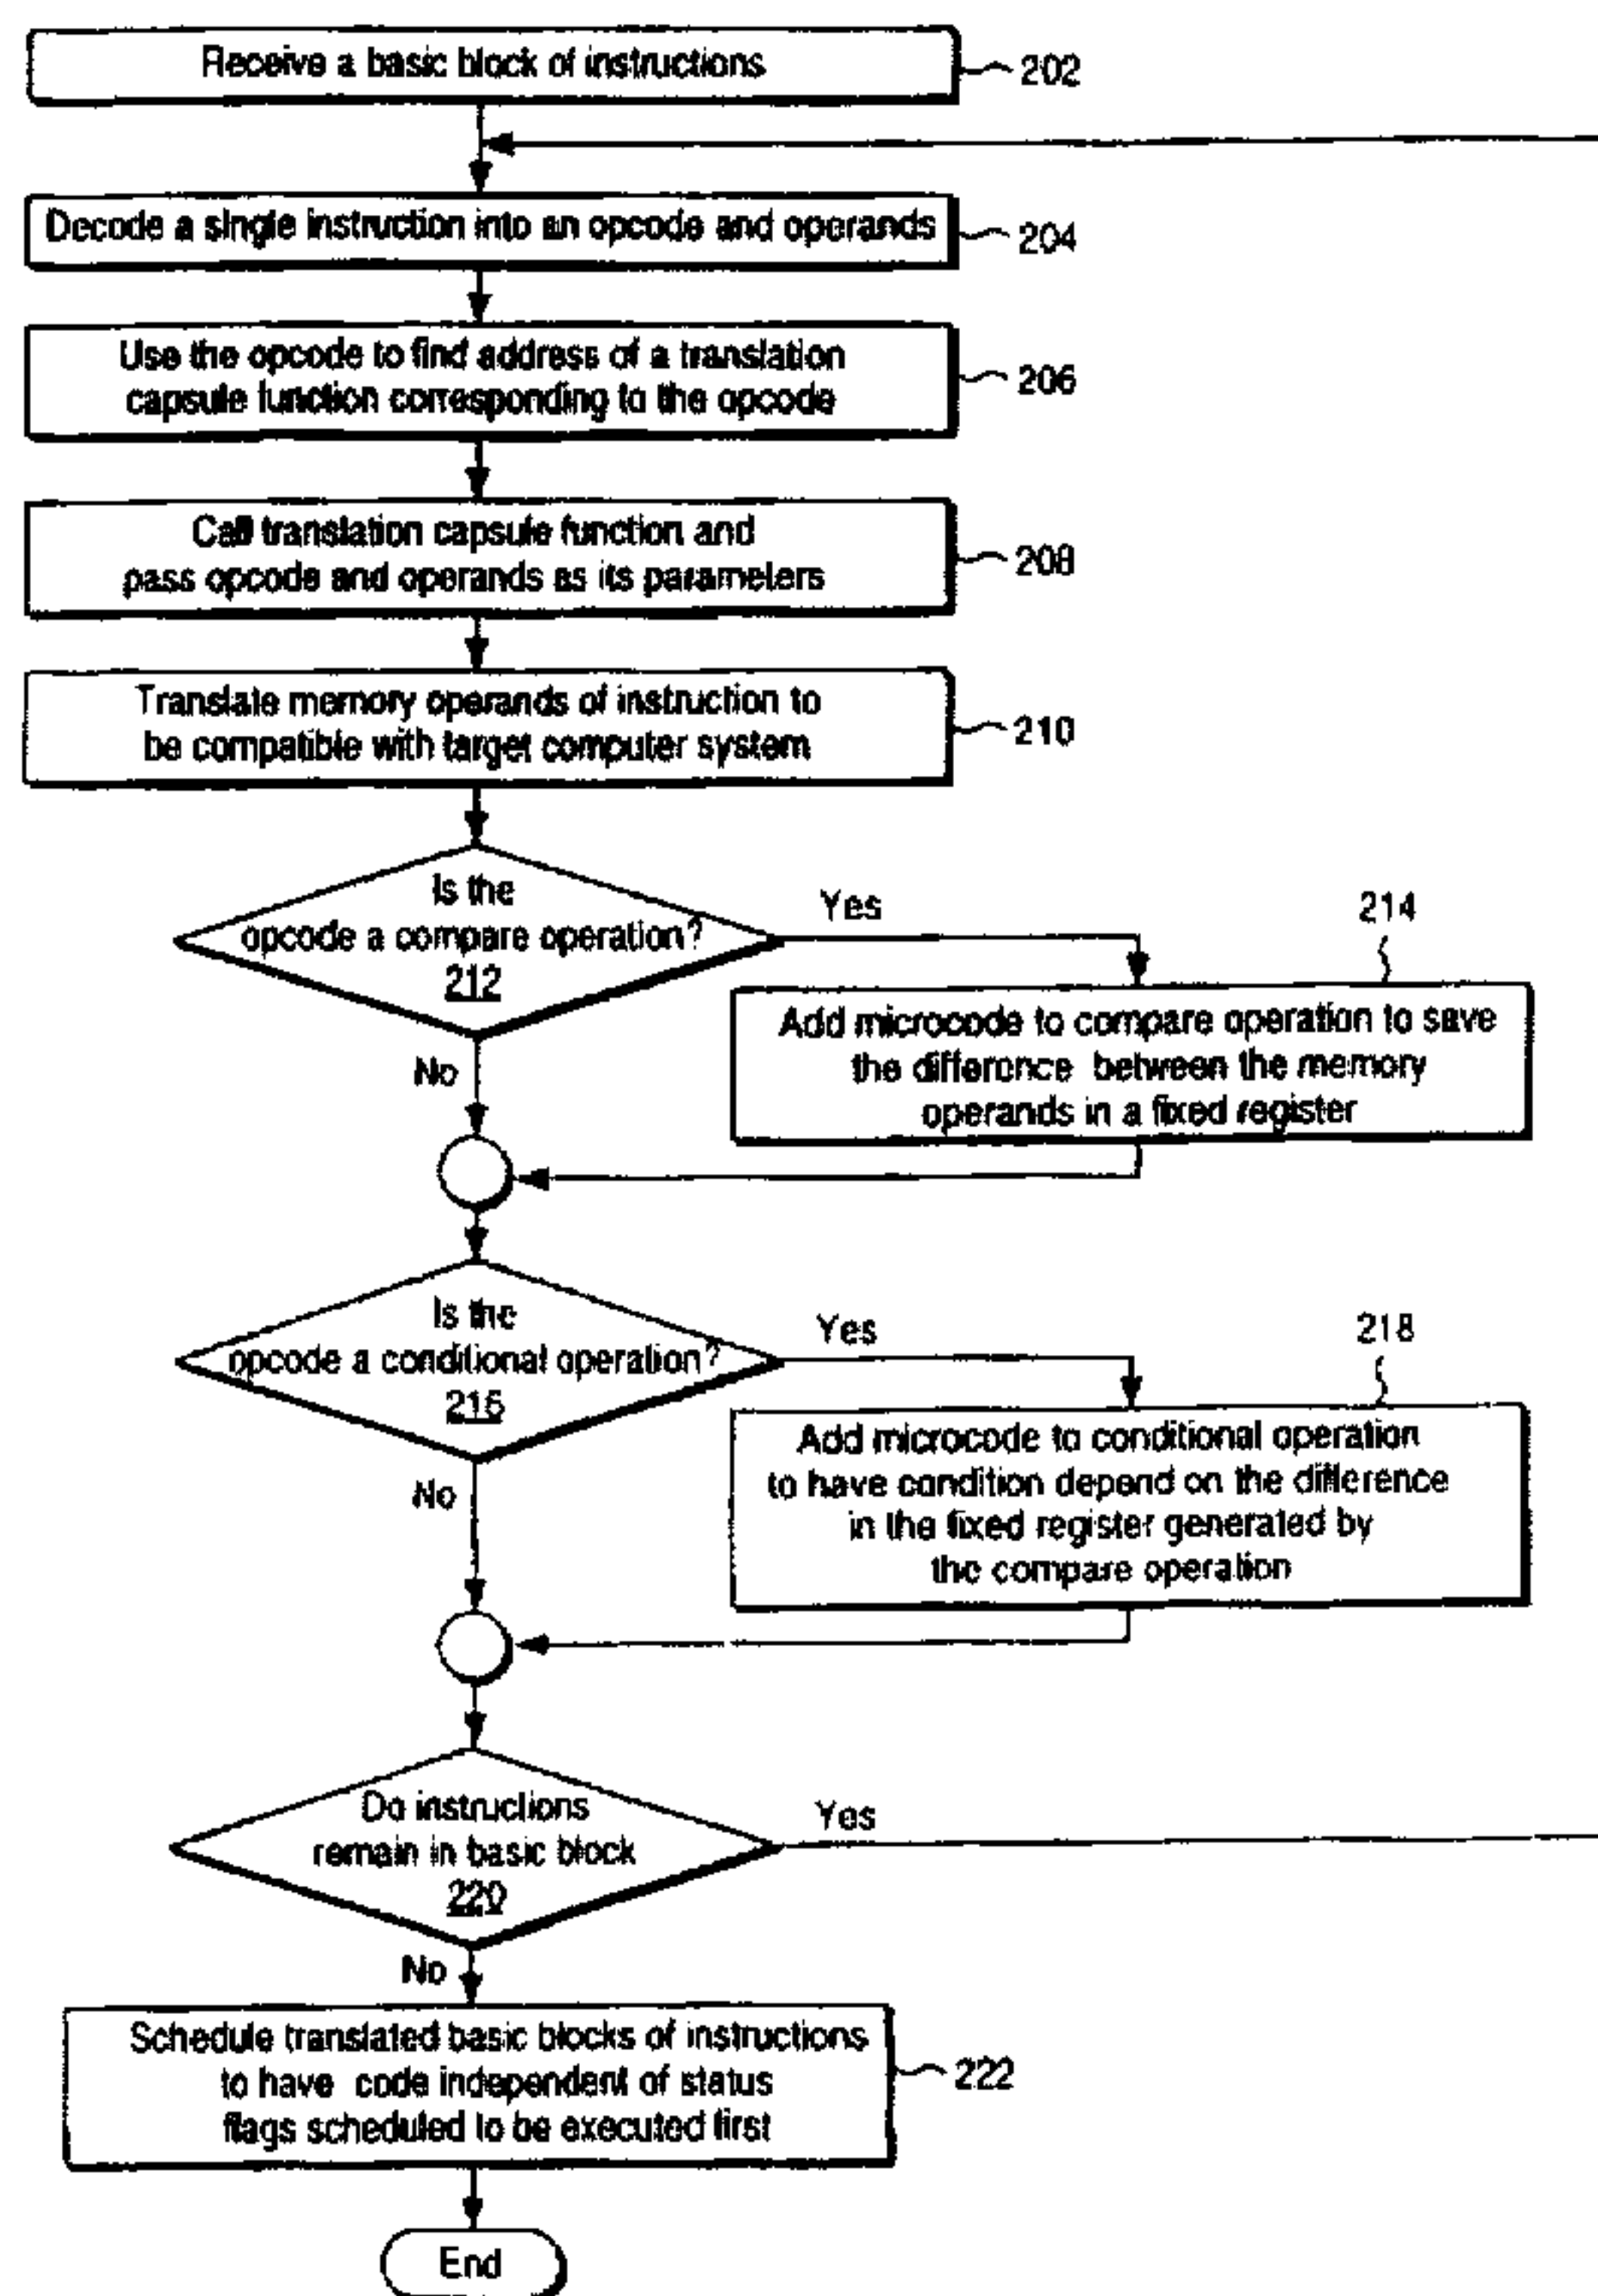 Receive a basic block of instructions
202
Decode a single instruction into an opcode and operands
204
Use the opcode to find address of a translation
capsule function corresponding to the opcode
206
Call translation capsule function and
pass opcode and operands as its parameters
208
Translate memory operands of instruction to
be compatible with target computer system
210
Is the
opcode a compare operation?
212
Yes
No
214
Add microcode to compare operation to save
the difference between the memory
operands in a fixed register
Is the
opcode a conditional operation?
216
Yes
No
218
Add microcode to conditional operation
to have condition depend on the difference
in the fixed register generated by
the compare operation
Do instructions
remain in basic block
220
Yes
No
Schedule translated basic blocks of instructions
to have code independent of status
flags scheduled to be executed first
222
End